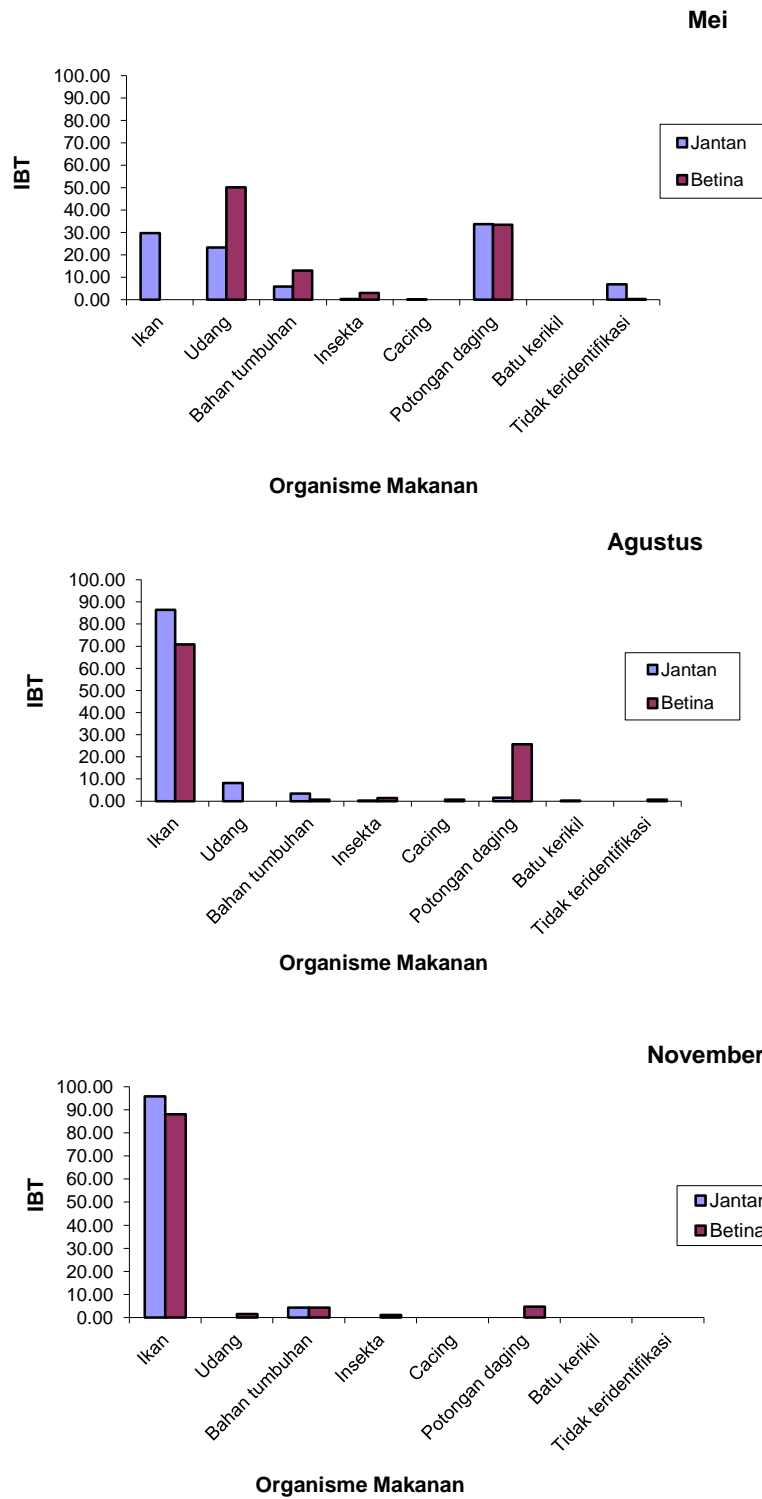 Mei
100.00
90.00
80.00
70.00
60.00
50.00
40.00
30.00
20.00
10.00
0.00
IBT
Jantan
Betina
Ikan
Udang
Bahan tumbuhan
Insekta
Cacing
Potongan daging
Batu kerikil
Tidak teridentifikasi
Organisme Makanan
Agustus
100.00
90.00
80.00
70.00
60.00
50.00
40.00
30.00
20.00
10.00
0.00
IBT
Jantan
Betina
Ikan
Udang
Bahan tumbuhan
Insekta
Cacing
Potongan daging
Batu kerikil
Tidak teridentifikasi
Organisme Makanan
November
100.00
90.00
80.00
70.00
60.00
50.00
40.00
30.00
20.00
10.00
0.00
IBT
Jantan
Betina
Ikan
Udang
Bahan tumbuhan
Insekta
Cacing
Potongan daging
Batu kerikil
Tidak teridentifikasi
Organisme Makanan